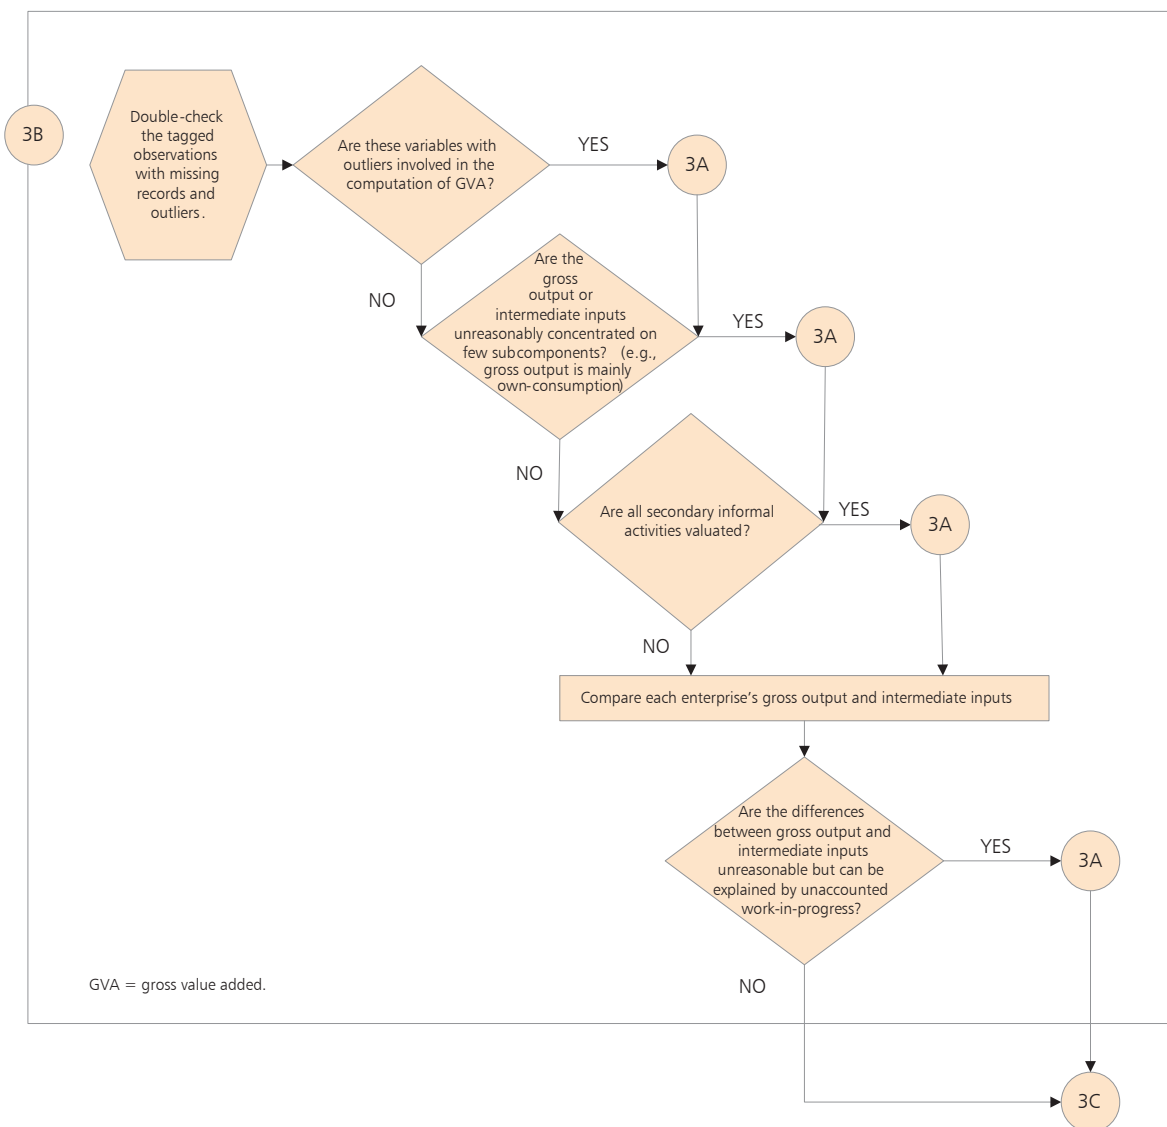 3B
Double-check
the tagged
observations
with missing
records and
outliers.
Are these variables with
outliers involved in the
computation of GVA?
YES
3A
NO
Are the
gross
output or
intermediate inputs
unreasonably concentrated on
few subcomponents? (e.g.,
gross output is mainly
own-consumption)
YES
3A
NO
Are all secondary informal
activities valuated?
YES
3A
NO
Compare each enterprise's gross output and intermediate inputs
Are the differences
between gross output and
intermediate inputs
unreasonable but can be
explained by unaccounted
work-in-progress?
YES
3A
NO
GVA = gross value added.
3C